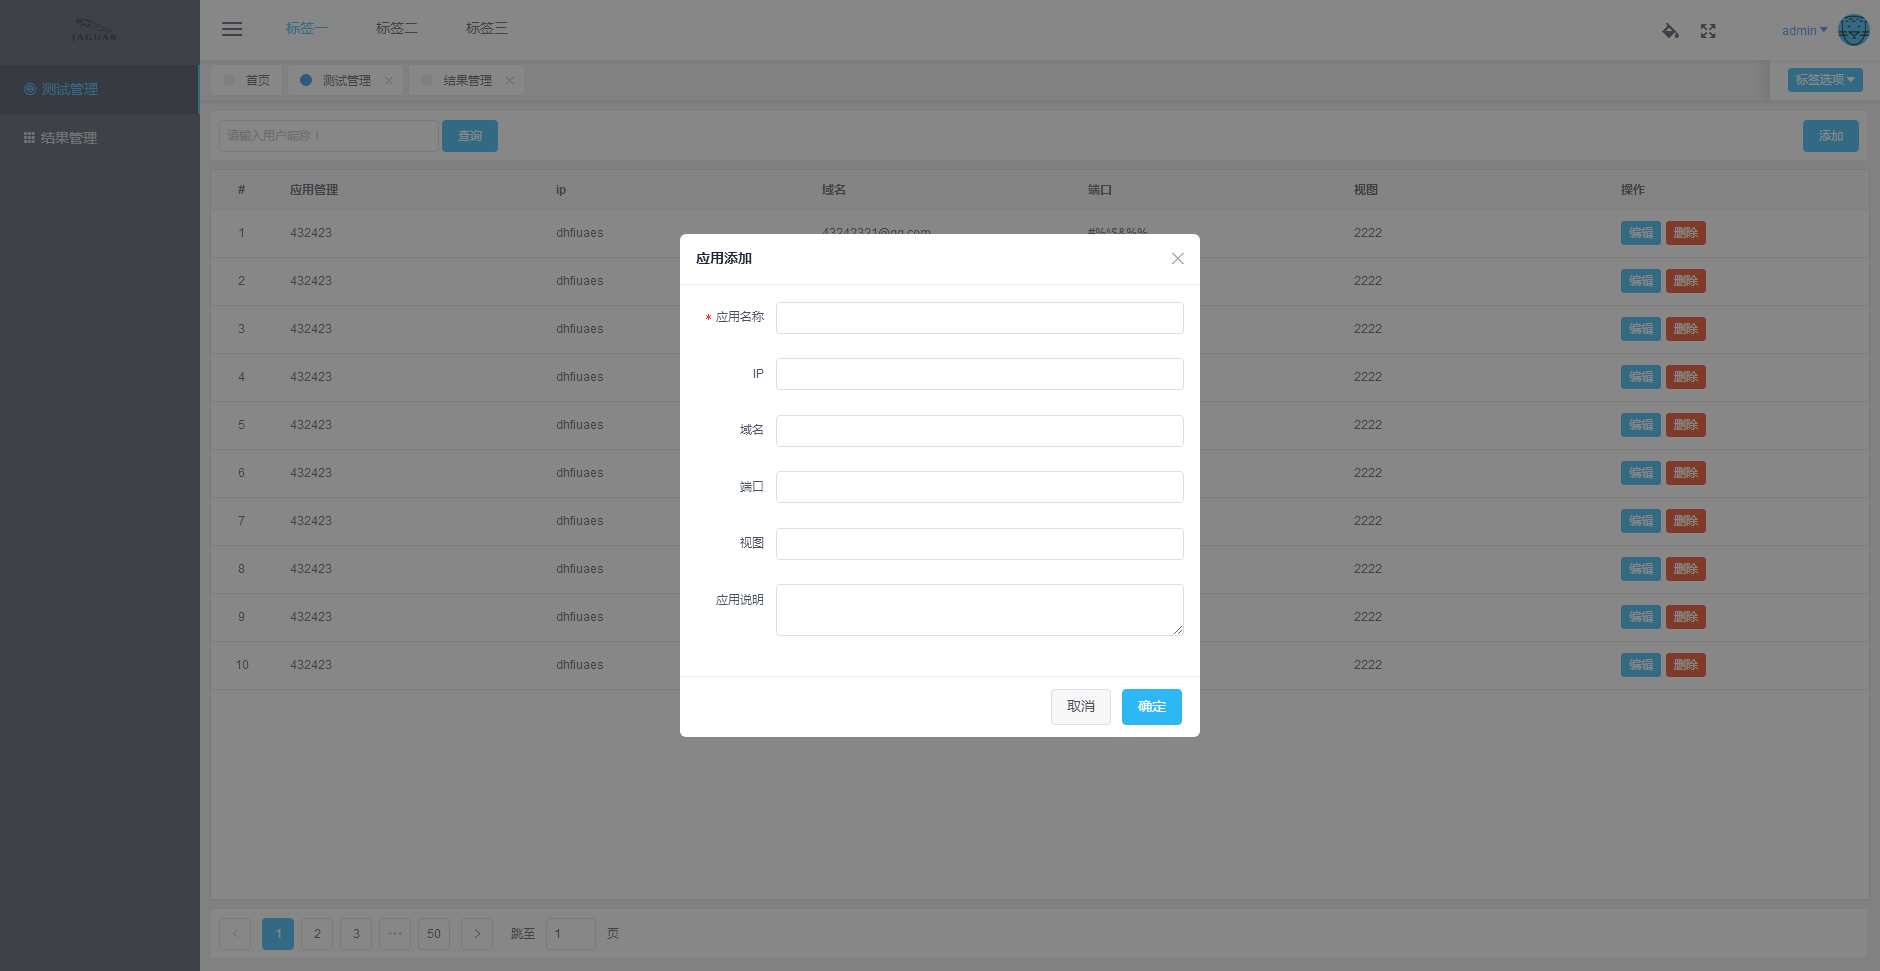 JAGUAR
标签一 标签二 标签三
admin
测试管理
结果管理
首页 测试管理 结果管理
标签选项
请输入用户昵称！ 查询 添加
# 应用管理 ip 域名 端口 视图 操作
1 432423 dhfiuaes 43242321@qq.com #%^$&%% 2222 编辑 删除
2 432423 dhfiuaes 2222 编辑 删除
3 432423 dhfiuaes 2222 编辑 删除
4 432423 dhfiuaes 2222 编辑 删除
5 432423 dhfiuaes 2222 编辑 删除
6 432423 dhfiuaes 2222 编辑 删除
7 432423 dhfiuaes 2222 编辑 删除
8 432423 dhfiuaes 2222 编辑 删除
9 432423 dhfiuaes 2222 编辑 删除
10 432423 dhfiuaes 2222 编辑 删除
应用添加
* 应用名称
IP
域名
端口
视图
应用说明
取消 确定
1 2 3 ••• 50 跳至 1 页